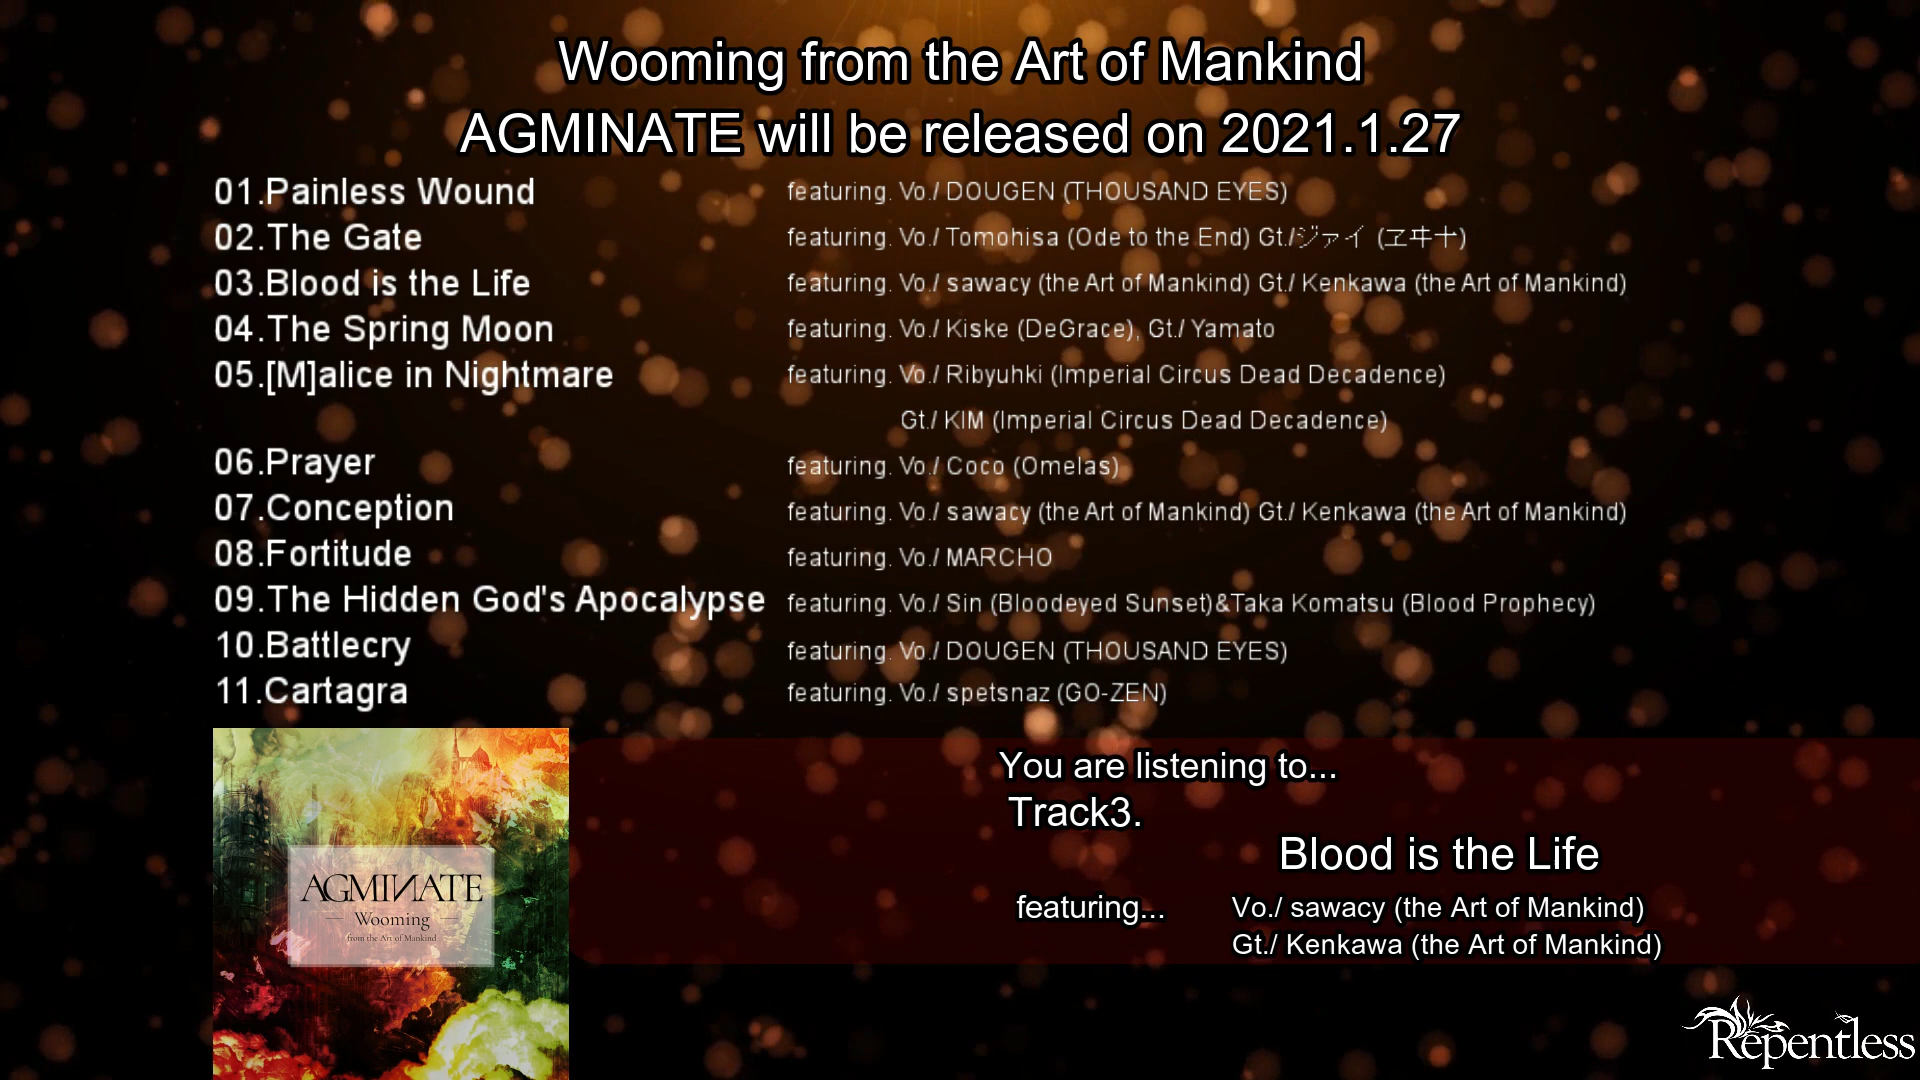 Wooming from the Art of Mankind
AGMINATE will be released on 2021.1.27
01.Painless Wound featuring. Vo./ DOUGEN (THOUSAND EYES)
02.The Gate featuring. Vo./ Tomohisa (Ode to the End) Gt./ジァイ (ヱヰ十)
03.Blood is the Life featuring. Vo./ sawacy (the Art of Mankind) Gt./ Kenkawa (the Art of Mankind)
04.The Spring Moon featuring. Vo./ Kiske (DeGrace), Gt./ Yamato
05.[M]alice in Nightmare featuring. Vo./ Ribyuhki (Imperial Circus Dead Decadence)
Gt./ KIM (Imperial Circus Dead Decadence)
06.Prayer featuring. Vo./ Coco (Omelas)
07.Conception featuring. Vo./ sawacy (the Art of Mankind) Gt./ Kenkawa (the Art of Mankind)
08.Fortitude featuring. Vo./ MARCHO
09.The Hidden God's Apocalypse featuring. Vo./ Sin (Bloodeyed Sunset)&Taka Komatsu (Blood Prophecy)
10.Battlecry featuring. Vo./ DOUGEN (THOUSAND EYES)
11.Cartagra featuring. Vo./ spetsnaz (GO-ZEN)
AGMINATE
Wooming
from the Art of Mankind
You are listening to...
Track3.
Blood is the Life
featuring... Vo./ sawacy (the Art of Mankind)
Gt./ Kenkawa (the Art of Mankind)
Repentless